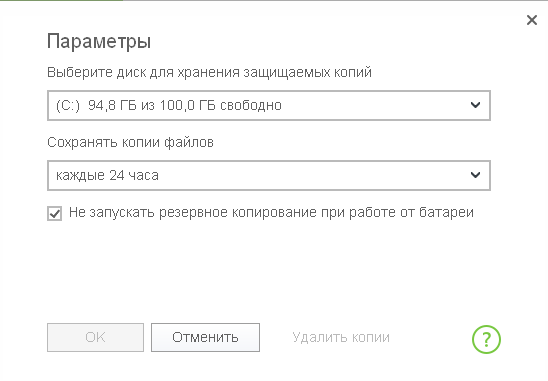 Параметры
Выберите диск для хранения защищаемых копий
(C:) 94,8 ГБ из 100,0 ГБ свободно
Сохранять копии файлов
каждые 24 часа
Не запускать резервное копирование при работе от батареи
OK Отменить Удалить копии ?